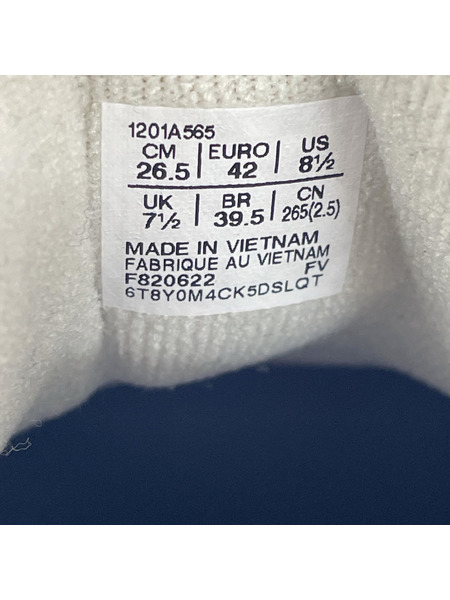 1201A565
CM 26.5 | EURO 42 | US 8½
UK 7½ | BR 39.5 | CN 265(2.5)
MADE IN VIETNAM
FABRIQUE AU VIETNAM
F820622 FV
6T8Y0M4CK5DSLQT